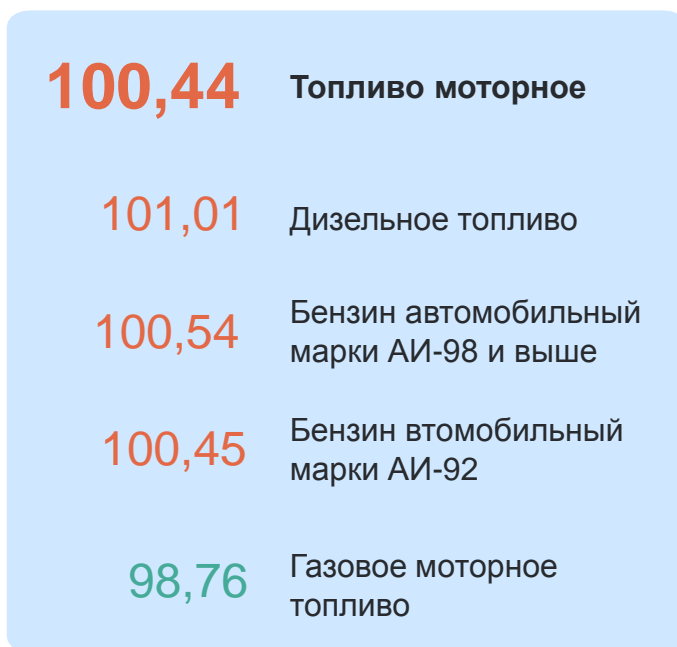 100,44 Топливо моторное
101,01 Дизельное топливо
100,54 Бензин автомобильный
марки АИ-98 и выше
100,45 Бензин втомобильный
марки АИ-92
98,76 Газовое моторное
топливо